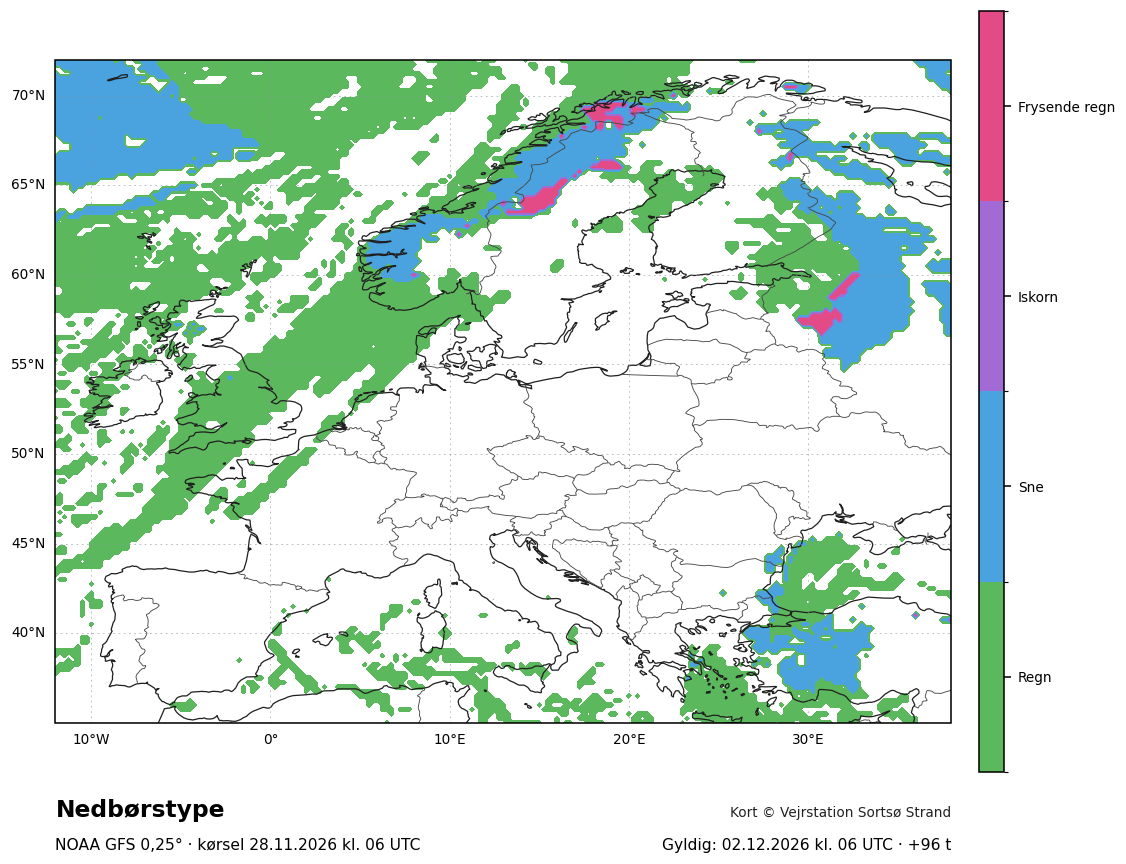 70°N
65°N
60°N
55°N
50°N
45°N
40°N
10°W
0°
10°E
20°E
30°E
Frysende regn
Iskorn
Sne
Regn
Nedbørstype
Kort © Vejrstation Sortsø Strand
NOAA GFS 0,25° · kørsel 28.11.2026 kl. 06 UTC
Gyldig: 02.12.2026 kl. 06 UTC · +96 t